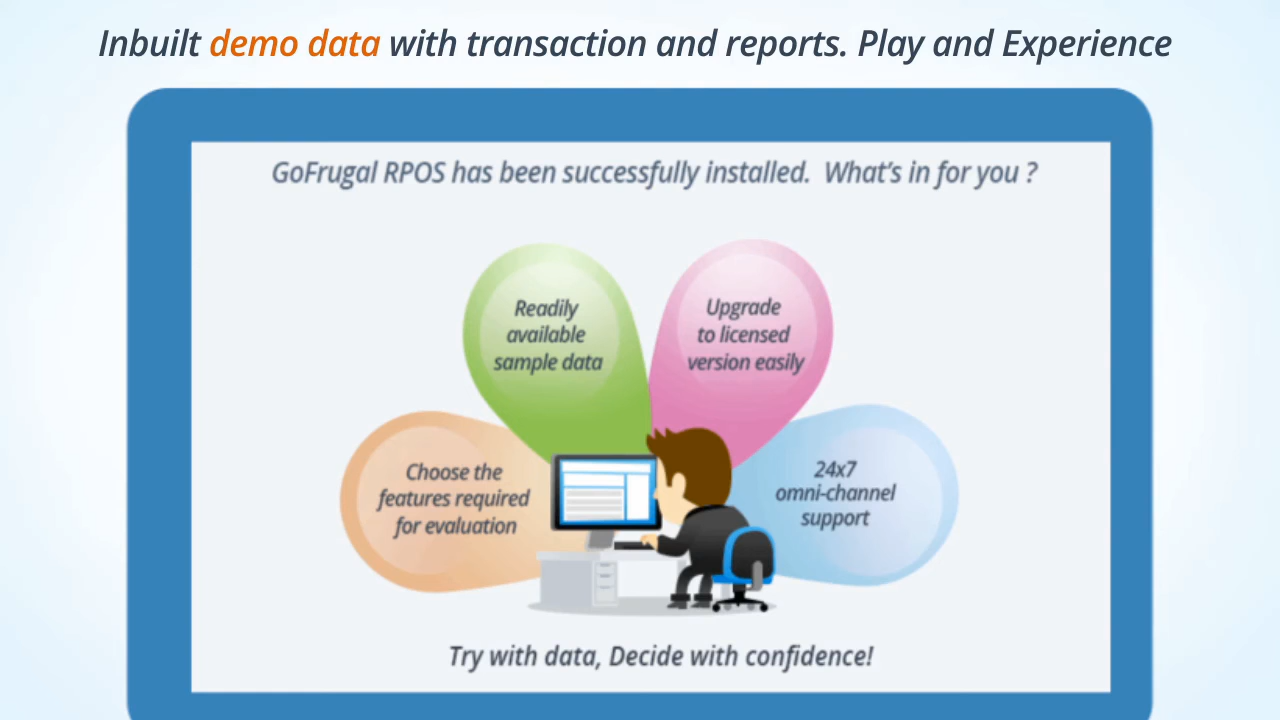 Inbuilt demo data with transaction and reports. Play and Experience
GoFrugal RPOS has been successfully installed. What's in for you ?
Readily
available
sample data
Upgrade
to licensed
version easily
Choose the
features required
for evaluation
24x7
omni-channel
support
Try with data, Decide with confidence!